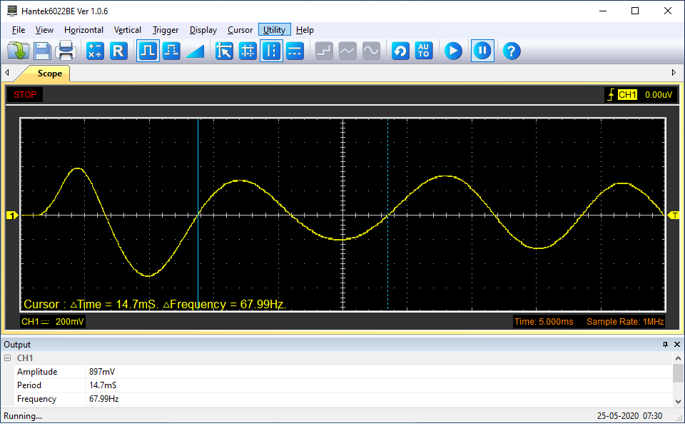 Hantek6022BE Ver 1.0.6
File View Horizontal Vertical Trigger Display Cursor Utility Help
R AUTO ?
Scope
STOP CH1 0.00uV
1 T
Cursor : △Time = 14.7mS. △Frequency = 67.99Hz.
CH1 200mV Time: 5.000ms Sample Rate: 1MHz
Output
CH1
Amplitude 897mV
Period 14.7mS
Frequency 67.99Hz
Running... 25-05-2020 07:30